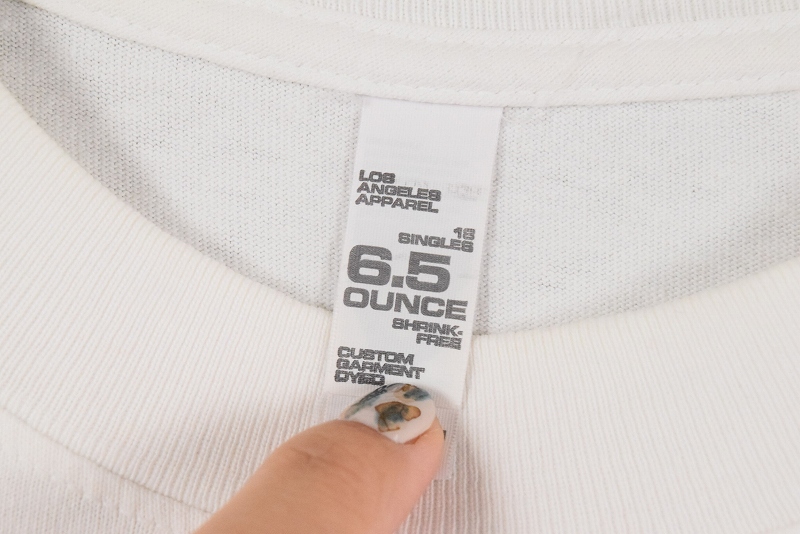 LOS
ANGELES
APPAREL
18
SINGLES
6.5
OUNCE
SHRINK-
FREE
CUSTOM
GARMENT
DYED